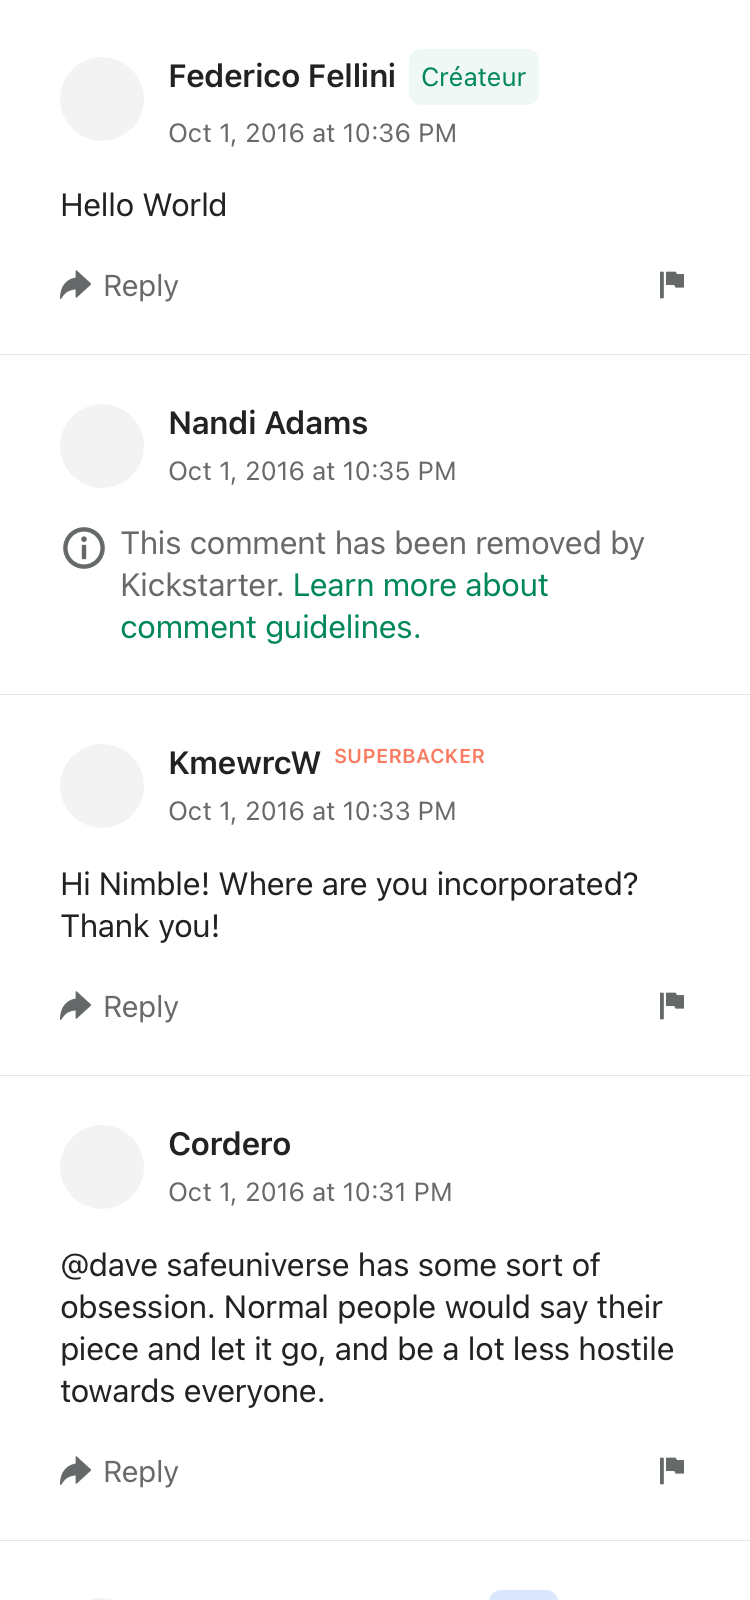 Federico Fellini Créateur
Oct 1, 2016 at 10:36 PM
Hello World
Reply
Nandi Adams
Oct 1, 2016 at 10:35 PM
This comment has been removed by
Kickstarter. Learn more about
comment guidelines.
KmewrcW SUPERBACKER
Oct 1, 2016 at 10:33 PM
Hi Nimble! Where are you incorporated?
Thank you!
Reply
Cordero
Oct 1, 2016 at 10:31 PM
@dave safeuniverse has some sort of
obsession. Normal people would say their
piece and let it go, and be a lot less hostile
towards everyone.
Reply